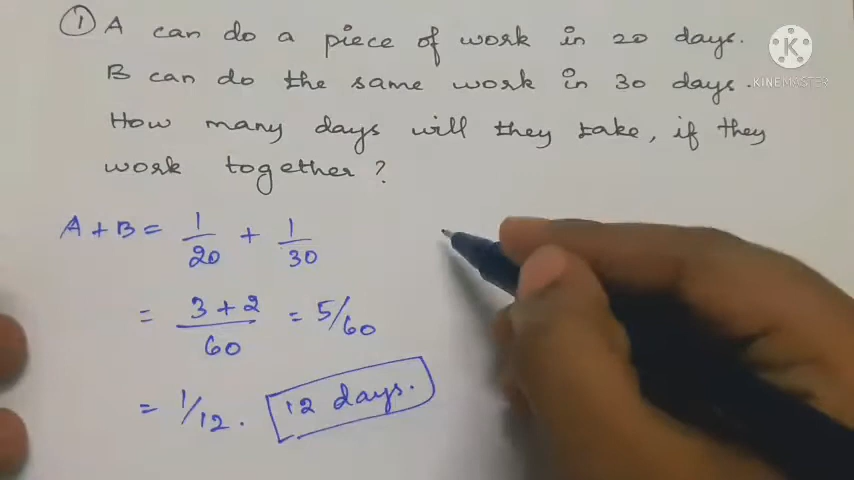 ① A can do a piece of work in 20 days.
B can do the same work in 30 days.
How many days will they take, if they
work together?
A + B = 1/20 + 1/30
= 3 + 2/60 = 5/60
= 1/12. 12 days.
K
KINEMASTER